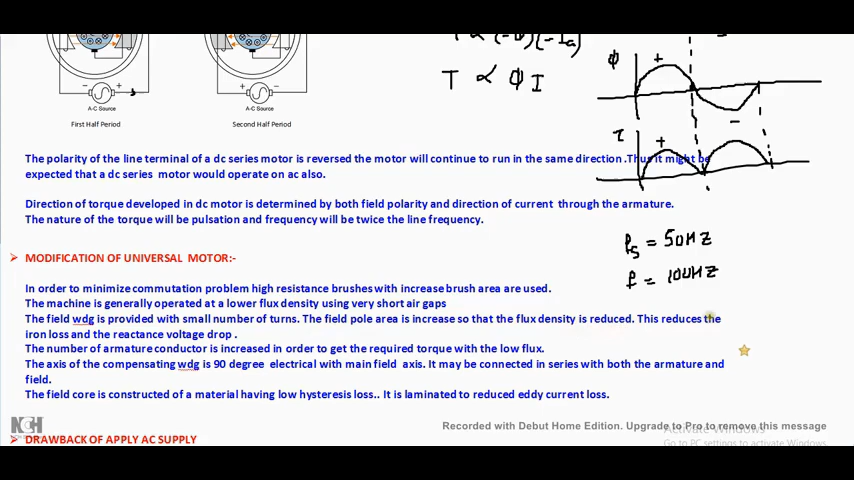 T ∝ (-Φ)(-Ia)
T ∝ Φ I
Φ
+
-
τ
+
- +
- +
A-C Source
A-C Source
First Half Period
Second Half Period
The polarity of the line terminal of a dc series motor is reversed the motor will continue to run in the same direction .Thus it might be
expected that a dc series motor would operate on ac also.
Direction of torque developed in dc motor is determined by both field polarity and direction of current through the armature.
The nature of the torque will be pulsation and frequency will be twice the line frequency.
fs = 50HZ
f = 100HZ
MODIFICATION OF UNIVERSAL MOTOR:-
In order to minimize commutation problem high resistance brushes with increase brush area are used.
The machine is generally operated at a lower flux density using very short air gaps
The field wdg is provided with small number of turns. The field pole area is increase so that the flux density is reduced. This reduces the
iron loss and the reactance voltage drop .
The number of armature conductor is increased in order to get the required torque with the low flux.
The axis of the compensating wdg is 90 degree electrical with main field axis. It may be connected in series with both the armature and
field.
The field core is constructed of a material having low hysteresis loss.. It is laminated to reduced eddy current loss.
NCH
Recorded with Debut Home Edition. Upgrade to Pro to remove this message
Activate Windows
Go to PC settings to activate Windows.
DRAWBACK OF APPLY AC SUPPLY